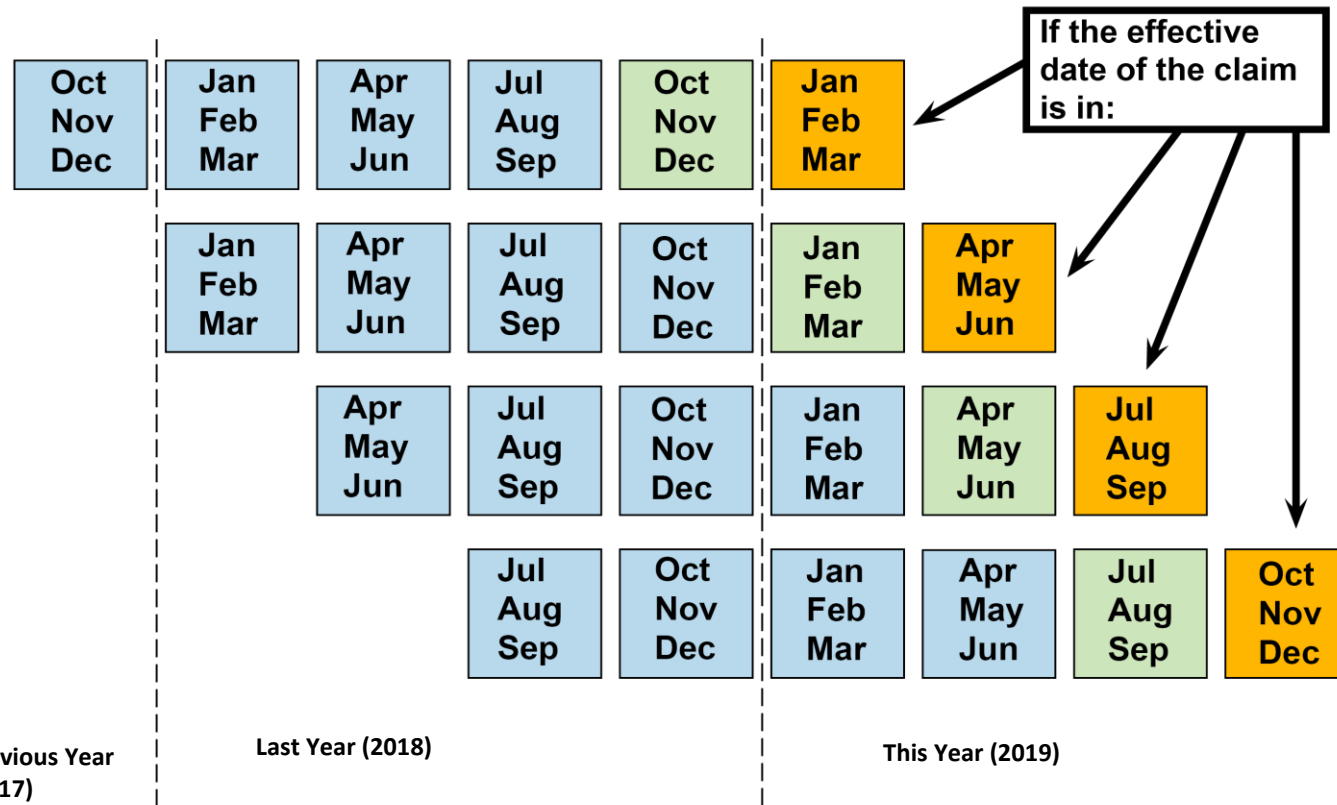 If the effective
date of the claim
is in:
Oct
Nov
Dec
Jan
Feb
Mar
Apr
May
Jun
Jul
Aug
Sep
Oct
Nov
Dec
Jan
Feb
Mar
Jan
Feb
Mar
Apr
May
Jun
Jul
Aug
Sep
Oct
Nov
Dec
Jan
Feb
Mar
Apr
May
Jun
Apr
May
Jun
Jul
Aug
Sep
Oct
Nov
Dec
Jan
Feb
Mar
Apr
May
Jun
Jul
Aug
Sep
Jul
Aug
Sep
Oct
Nov
Dec
Jan
Feb
Mar
Apr
May
Jun
Jul
Aug
Sep
Oct
Nov
Dec
vious Year
17)
Last Year (2018)
This Year (2019)